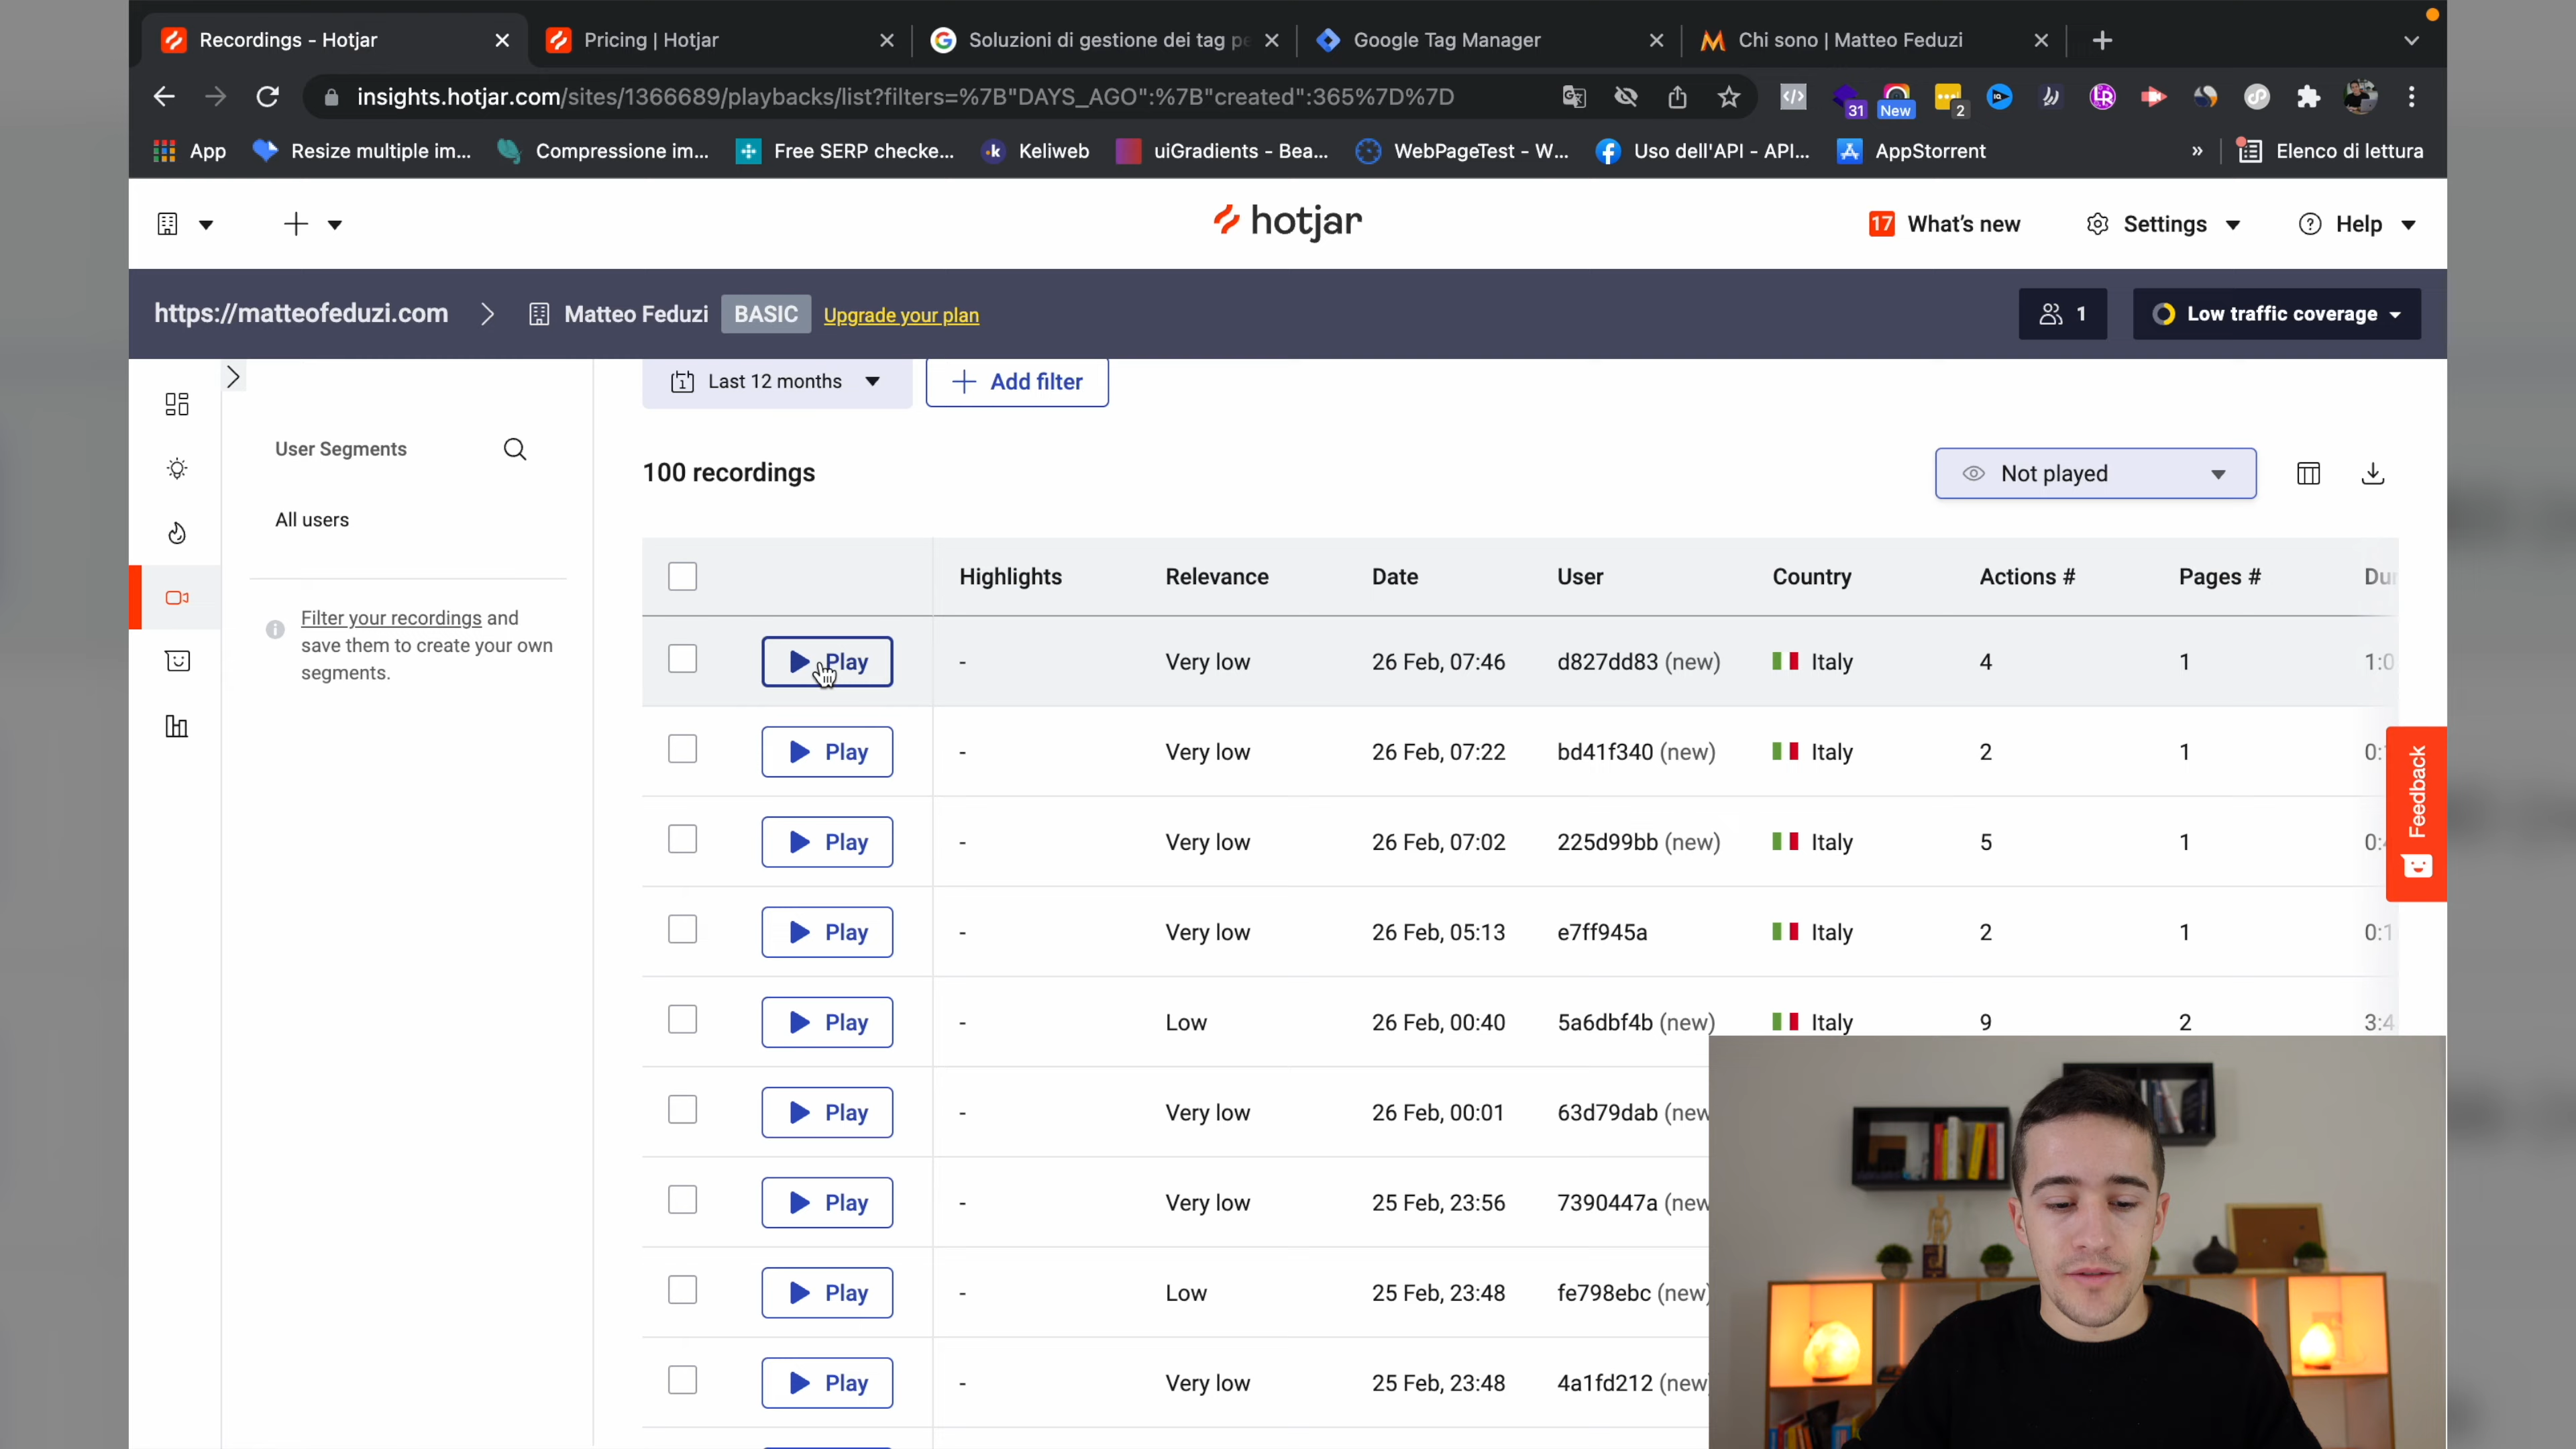 Recordings - Hotjar
Pricing | Hotjar
Soluzioni di gestione dei tag pe
Google Tag Manager
Chi sono | Matteo Feduzi
insights.hotjar.com/sites/1366689/playbacks/list?filters=%7B"DAYS_AGO":%7B"created":365%7D%7D
31
New
2
App
Resize multiple im...
Compressione im...
Free SERP checke...
Keliweb
uiGradients - Bea...
WebPageTest - W...
Uso dell'API - API...
AppStorrent
»
Elenco di lettura
hotjar
17 What's new
Settings
Help
https://matteofeduzi.com
Matteo Feduzi
BASIC
Upgrade your plan
1
Low traffic coverage
Last 12 months
Add filter
User Segments
All users
Filter your recordings and
save them to create your own
segments.
100 recordings
Not played
Highlights Relevance Date User Country Actions # Pages # Dur
Play - Very low 26 Feb, 07:46 d827dd83 (new) Italy 4 1 1:0
Play - Very low 26 Feb, 07:22 bd41f340 (new) Italy 2 1 0:
Play - Very low 26 Feb, 07:02 225d99bb (new) Italy 5 1 0:4
Play - Very low 26 Feb, 05:13 e7ff945a Italy 2 1 0:1
Play - Low 26 Feb, 00:40 5a6dbf4b (new) Italy 9 2 3:4
Play - Very low 26 Feb, 00:01 63d79dab (new
Play - Very low 25 Feb, 23:56 7390447a (new
Play - Low 25 Feb, 23:48 fe798ebc (new)
Play - Very low 25 Feb, 23:48 4a1fd212 (new
Feedback